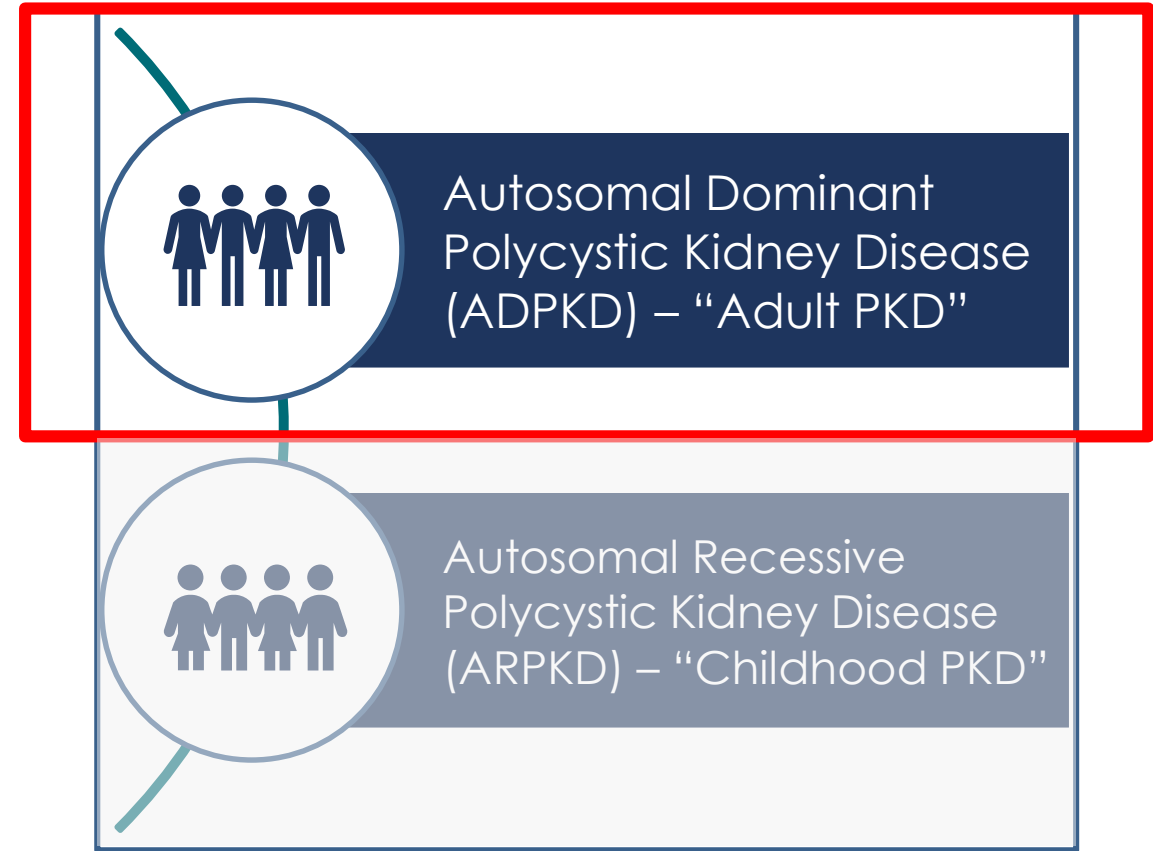 Autosomal Dominant
Polycystic Kidney Disease
(ADPKD) – “Adult PKD”
Autosomal Recessive
Polycystic Kidney Disease
(ARPKD) – “Childhood PKD”